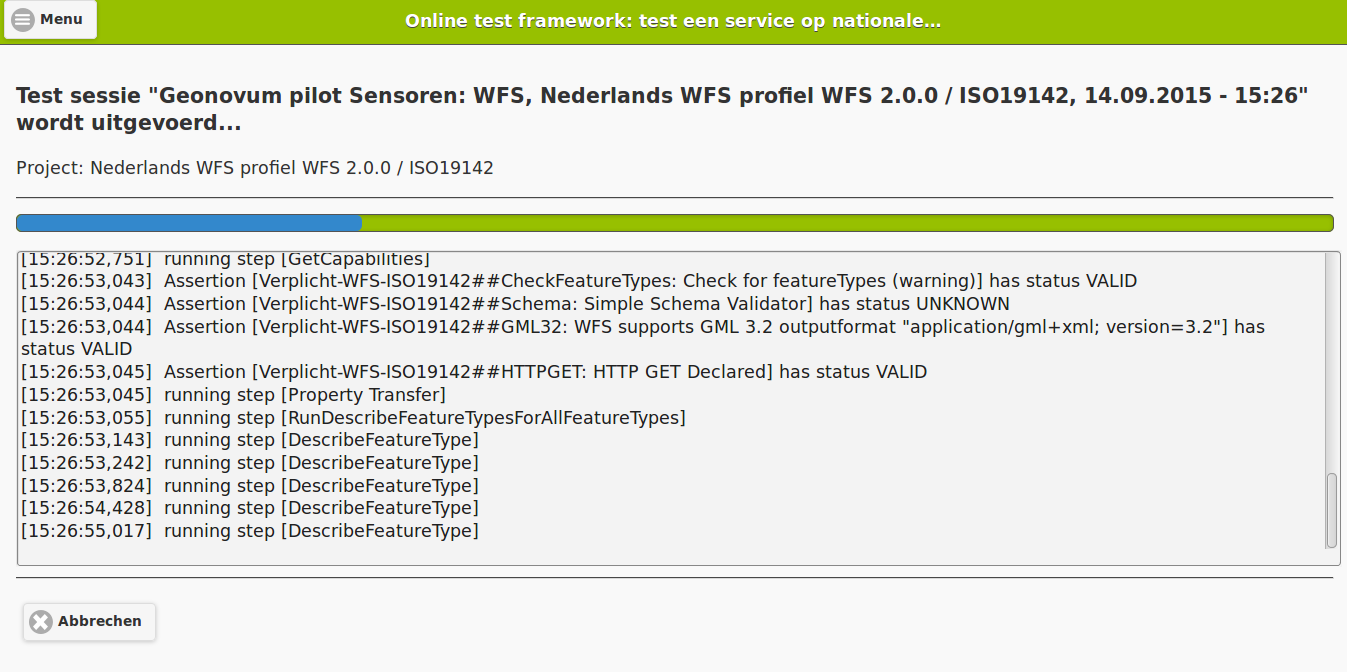 Menu
Online test framework: test een service op nationale…
Test sessie "Geonovum pilot Sensoren: WFS, Nederlands WFS profiel WFS 2.0.0 / ISO19142, 14.09.2015 - 15:26"
wordt uitgevoerd...
Project: Nederlands WFS profiel WFS 2.0.0 / ISO19142
[15:26:52,751] running step [GetCapabilities]
[15:26:53,043] Assertion [Verplicht-WFS-ISO19142##CheckFeatureTypes: Check for featureTypes (warning)] has status VALID
[15:26:53,044] Assertion [Verplicht-WFS-ISO19142##Schema: Simple Schema Validator] has status UNKNOWN
[15:26:53,044] Assertion [Verplicht-WFS-ISO19142##GML32: WFS supports GML 3.2 outputformat "application/gml+xml; version=3.2"] has
status VALID
[15:26:53,045] Assertion [Verplicht-WFS-ISO19142##HTTPGET: HTTP GET Declared] has status VALID
[15:26:53,045] running step [Property Transfer]
[15:26:53,055] running step [RunDescribeFeatureTypesForAllFeatureTypes]
[15:26:53,143] running step [DescribeFeatureType]
[15:26:53,242] running step [DescribeFeatureType]
[15:26:53,824] running step [DescribeFeatureType]
[15:26:54,428] running step [DescribeFeatureType]
[15:26:55,017] running step [DescribeFeatureType]
Abbrechen